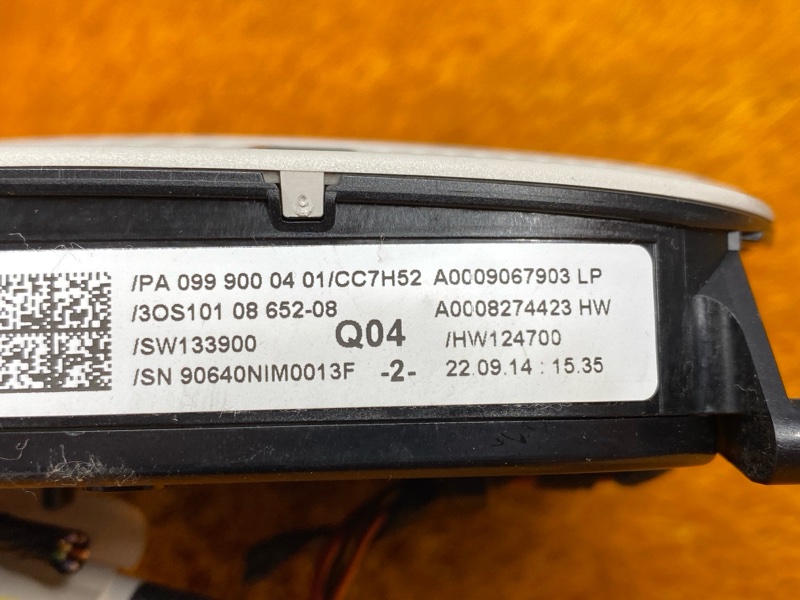 /PA 099 900 04 01/CC7H52 A0009067903 LP
/3OS101 08 652-08 A0008274423 HW
/SW133900 Q04 /HW124700
/SN 90640NIM0013F -2- 22.09.14 : 15.35